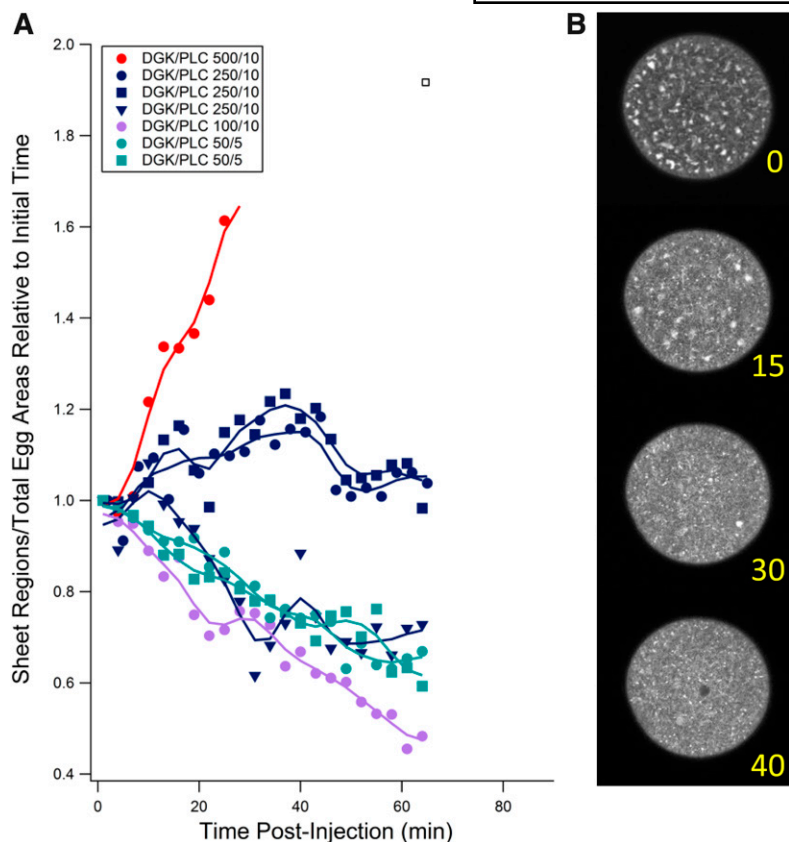 A
B
2.0
1.8
1.6
1.4
1.2
1.0
0.8
0.6
0.4
Sheet Regions/Total Egg Areas Relative to Initial Time
DGK/PLC 500/10
DGK/PLC 250/10
DGK/PLC 250/10
DGK/PLC 250/10
DGK/PLC 100/10
DGK/PLC 50/5
DGK/PLC 50/5
0 20 40 60 80
Time Post-Injection (min)
0
15
30
40